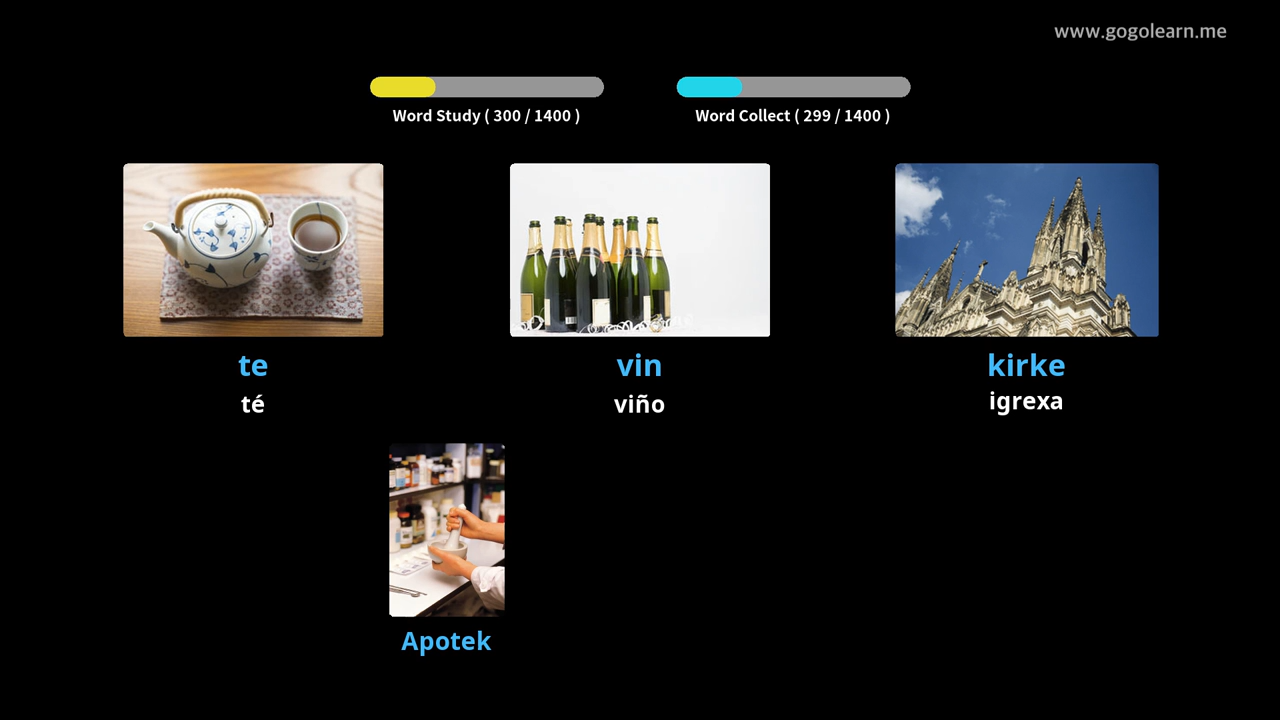 www.gogolearn.me
Word Study ( 300 / 1400 )
Word Collect ( 299 / 1400 )
te
vin
kirke
té
viño
igrexa
Apotek